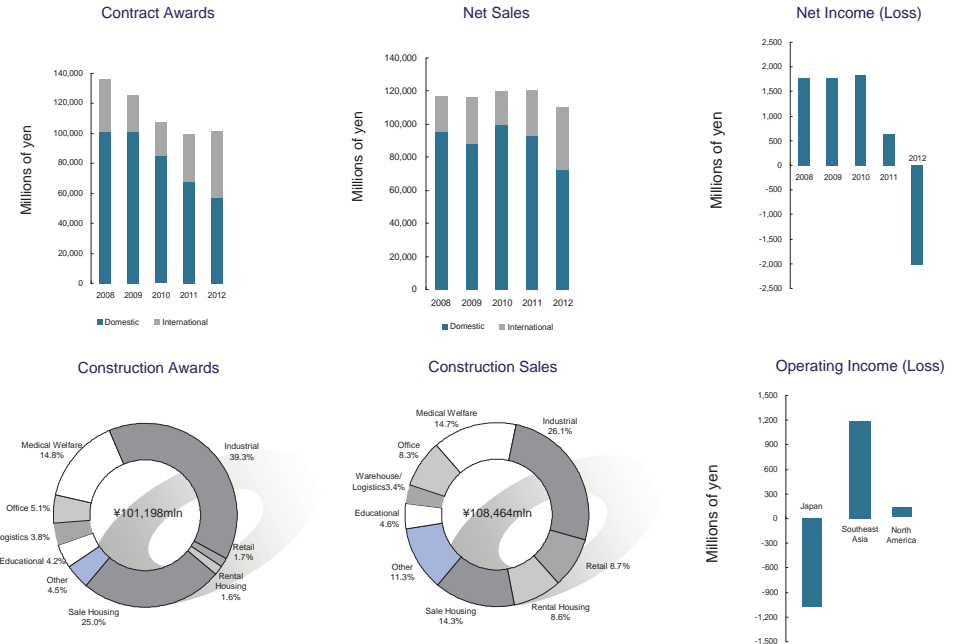 Contract Awards
Millions of yen
140,000
120,000
100,000
80,000
60,000
40,000
20,000
0
2008 2009 2010 2011 2012
Domestic International
Net Sales
Millions of yen
140,000
120,000
100,000
80,000
60,000
40,000
20,000
0
2008 2009 2010 2011 2012
Domestic International
Net Income (Loss)
Millions of yen
2,500
2,000
1,500
1,000
500
0
-500
-1,000
-1,500
-2,000
-2,500
2012
2008 2009 2010 2011
Construction Awards
Medical Welfare
14.8%
Industrial
39.3%
Office 5.1%
¥101,198mln
ogistics 3.8%
Educational 4.2%
Other
4.5%
Sale Housing
25.0%
Retail
1.7%
Rental
Housing
1.6%
Construction Sales
Medical Welfare
14.7%
Industrial
26.1%
Office
8.3%
Warehouse/
Logistics3.4%
¥108,464mln
Educational
4.6%
Other
11.3%
Retail 8.7%
Sale Housing
14.3%
Rental Housing
8.6%
Operating Income (Loss)
Millions of yen
1,500
1,200
900
600
300
0
-300
-600
-900
-1,200
-1,500
Japan
Southeast
Asia
North
America